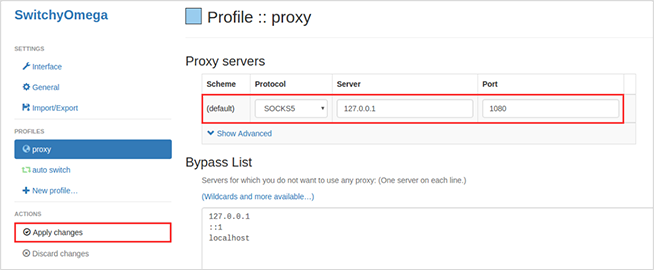 SwitchyOmega
SETTINGS
Interface
General
Import/Export
PROFILES
proxy
auto switch
New profile…
ACTIONS
Apply changes
Discard changes
Profile :: proxy
Proxy servers
Scheme Protocol Server Port
(default) SOCKS5 127.0.0.1 1080
Show Advanced
Bypass List
Servers for which you do not want to use any proxy: (One server on each line.)
(Wildcards and more available…)
127.0.0.1
::1
localhost